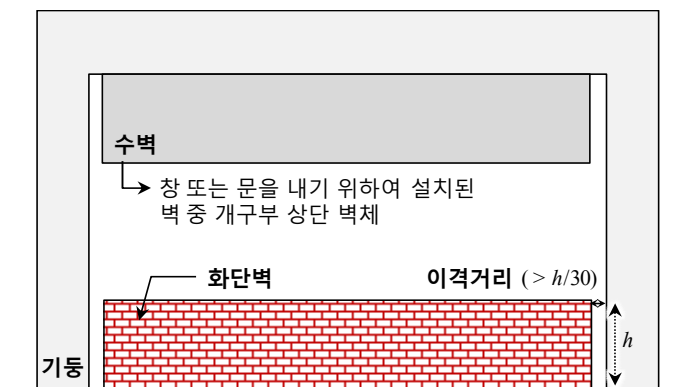 수벽
창 또는 문을 내기 위하여 설치된
벽 중 개구부 상단 벽체
화단벽 이격거리 ( > h/30)
h
기둥